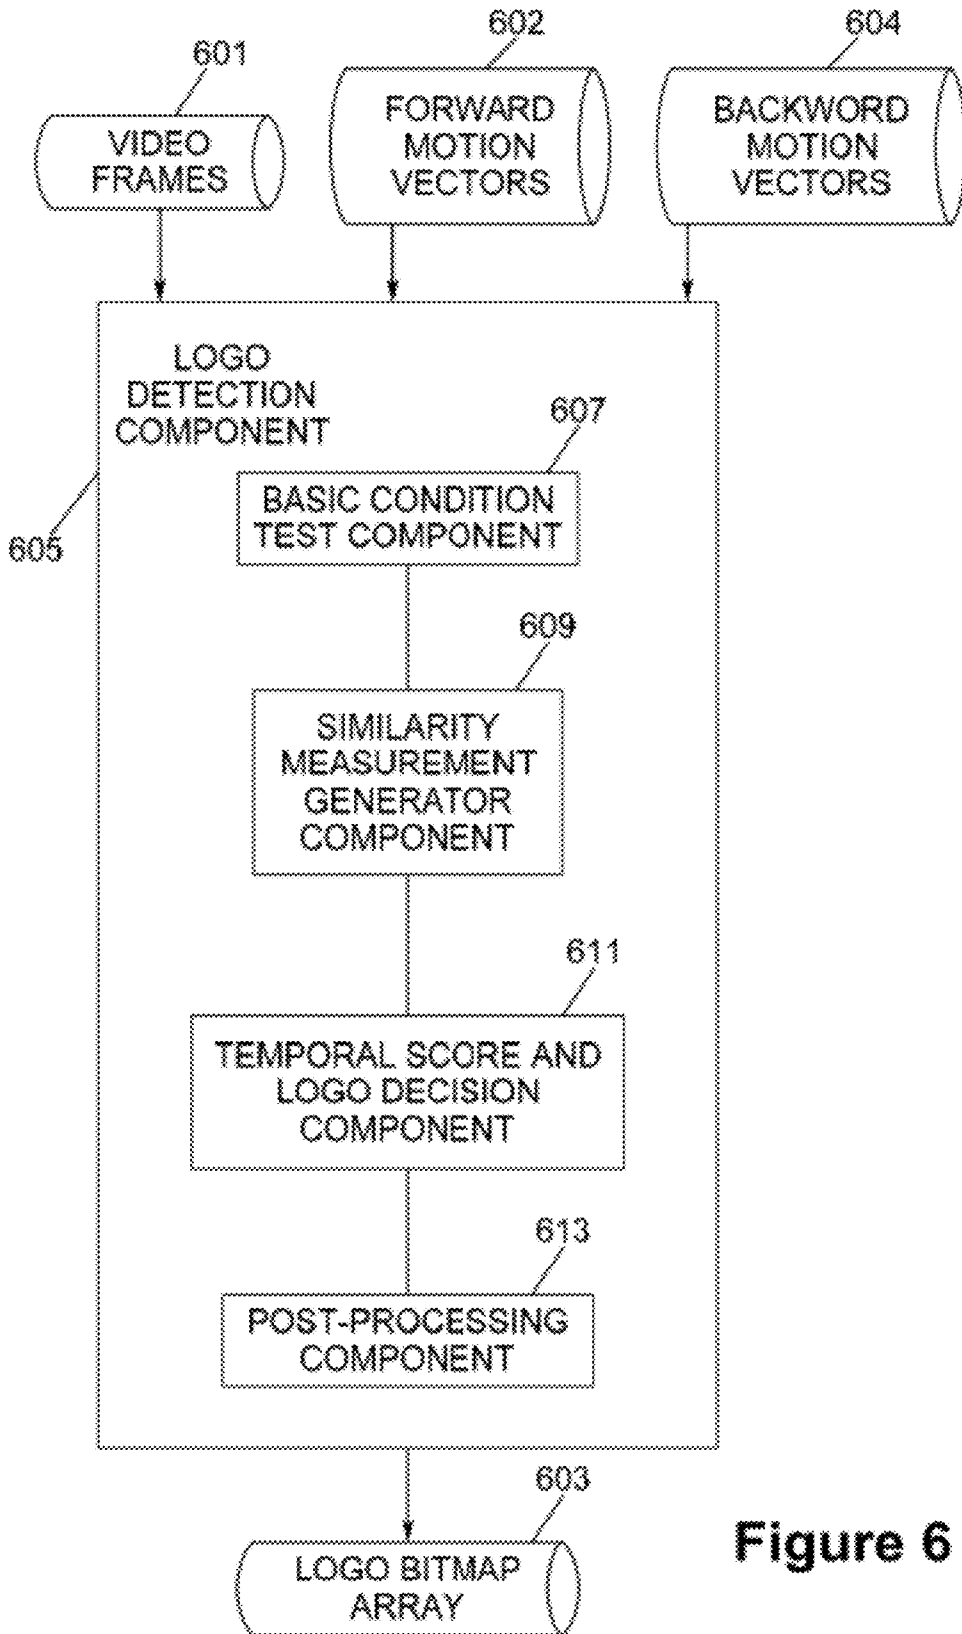 601
602
604
VIDEO
FRAMES
FORWARD
MOTION
VECTORS
BACKWORD
MOTION
VECTORS
LOGO
DETECTION
COMPONENT
605
607
BASIC CONDITION
TEST COMPONENT
609
SIMILARITY
MEASUREMENT
GENERATOR
COMPONENT
611
TEMPORAL SCORE AND
LOGO DECISION
COMPONENT
613
POST-PROCESSING
COMPONENT
603
LOGO BITMAP
ARRAY
Figure 6